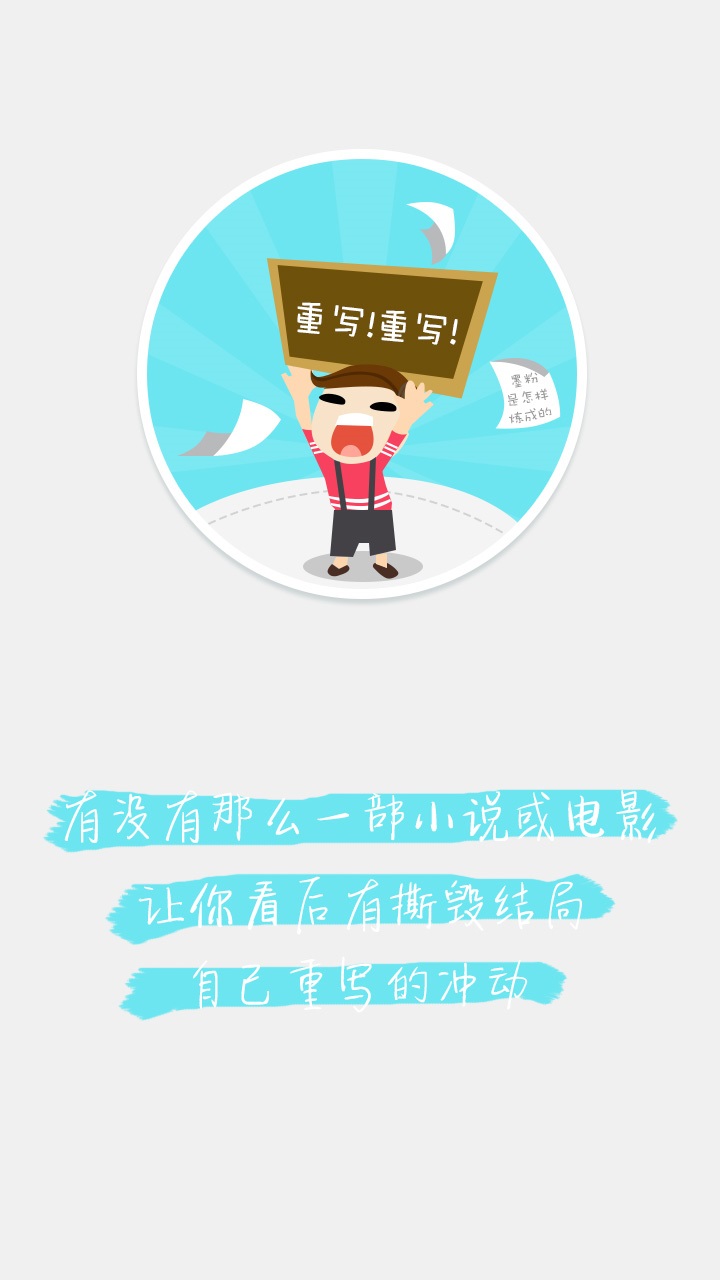 重写!重写!
墨粉
是怎样
炼成的
有没有那么一部小说或电影
让你看后有撕毁结局
自己重写的冲动